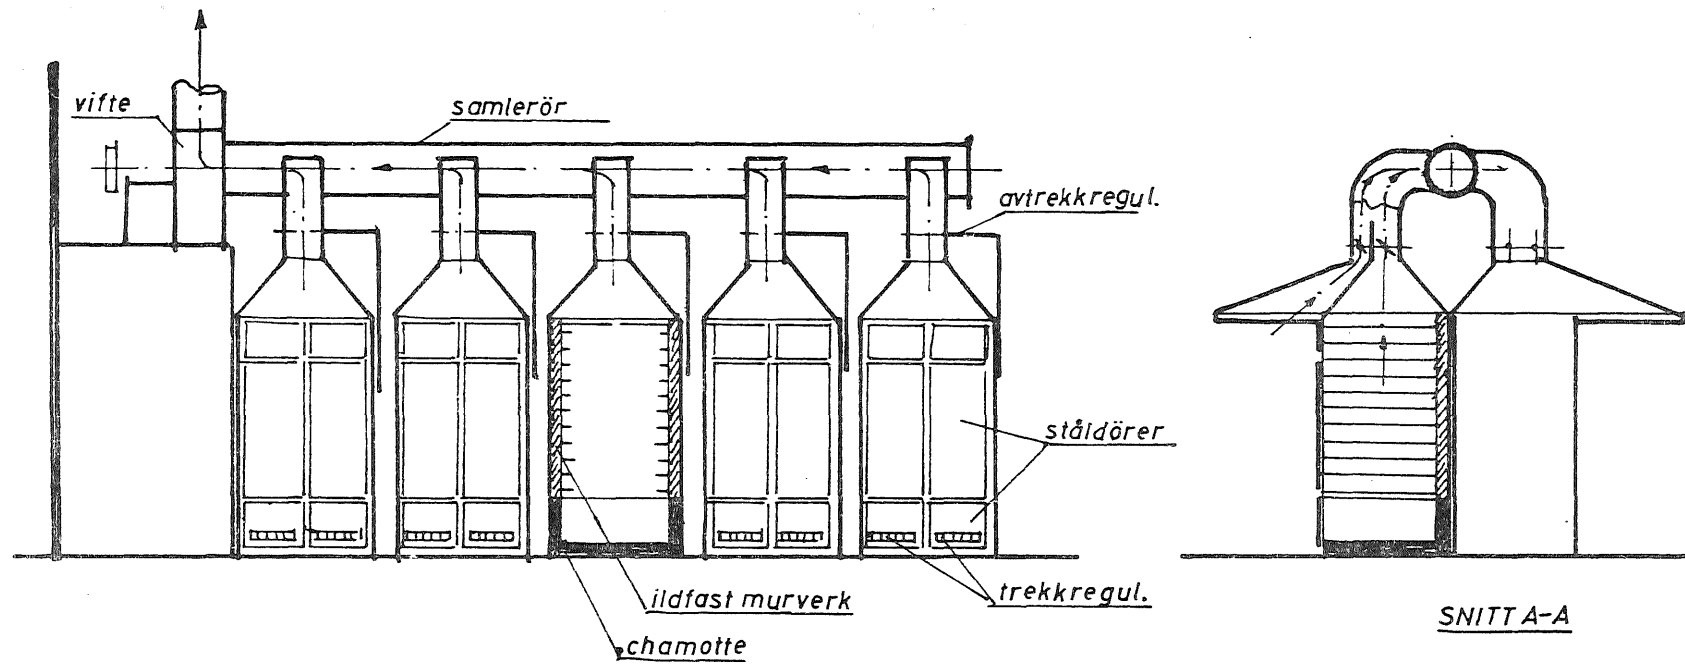 vifte
samlerör
avtrekkregul.
ståldörer
trekkregul.
ildfast murverk
chamotte
SNITT A-A